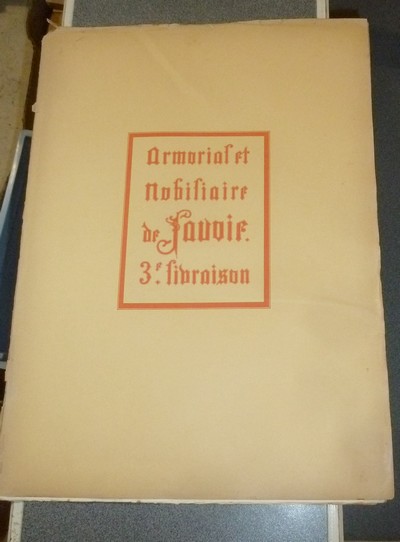 Armorial et
Nobiliaire
de Savoie.
3e. livraison